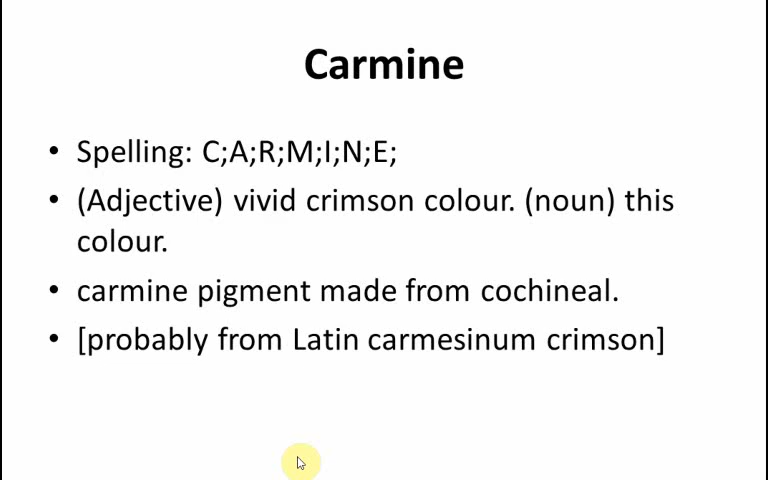 Carmine
• Spelling: C;A;R;M;I;N;E;
• (Adjective) vivid crimson colour. (noun) this
colour.
• carmine pigment made from cochineal.
• [probably from Latin carmesinum crimson]